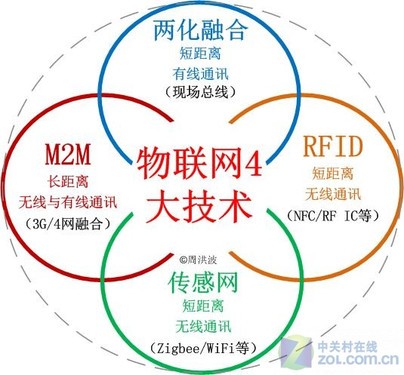 两化融合
短距离
有线通讯
（现场总线）
M2M
长距离
无线与有线通讯
（3G/4网融合）
物联网4
大技术
RFID
短距离
无线通讯
（NFC/RF IC等）
©周洪波
传感网
短距离
无线通讯
（Zigbee/WiFi等）
中关村在线
zol.com.cn